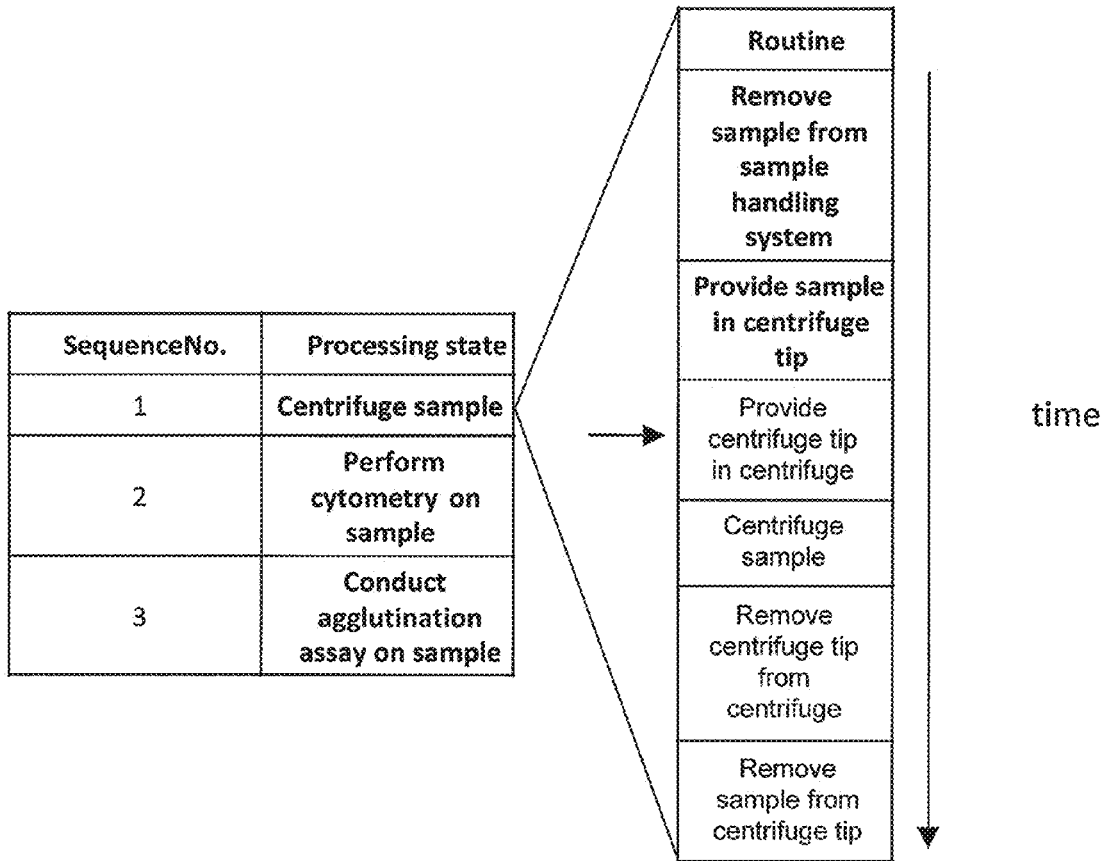 SequenceNo. Processing state
1 Centrifuge sample
2 Perform
cytometry on
sample
3 Conduct
agglutination
assay on sample
Routine
Remove
sample from
sample
handling
system
Provide sample
in centrifuge
tip
Provide
centrifuge tip
in centrifuge
Centrifuge
sample
Remove
centrifuge tip
from
centrifuge
Remove
sample from
centrifuge tip
time